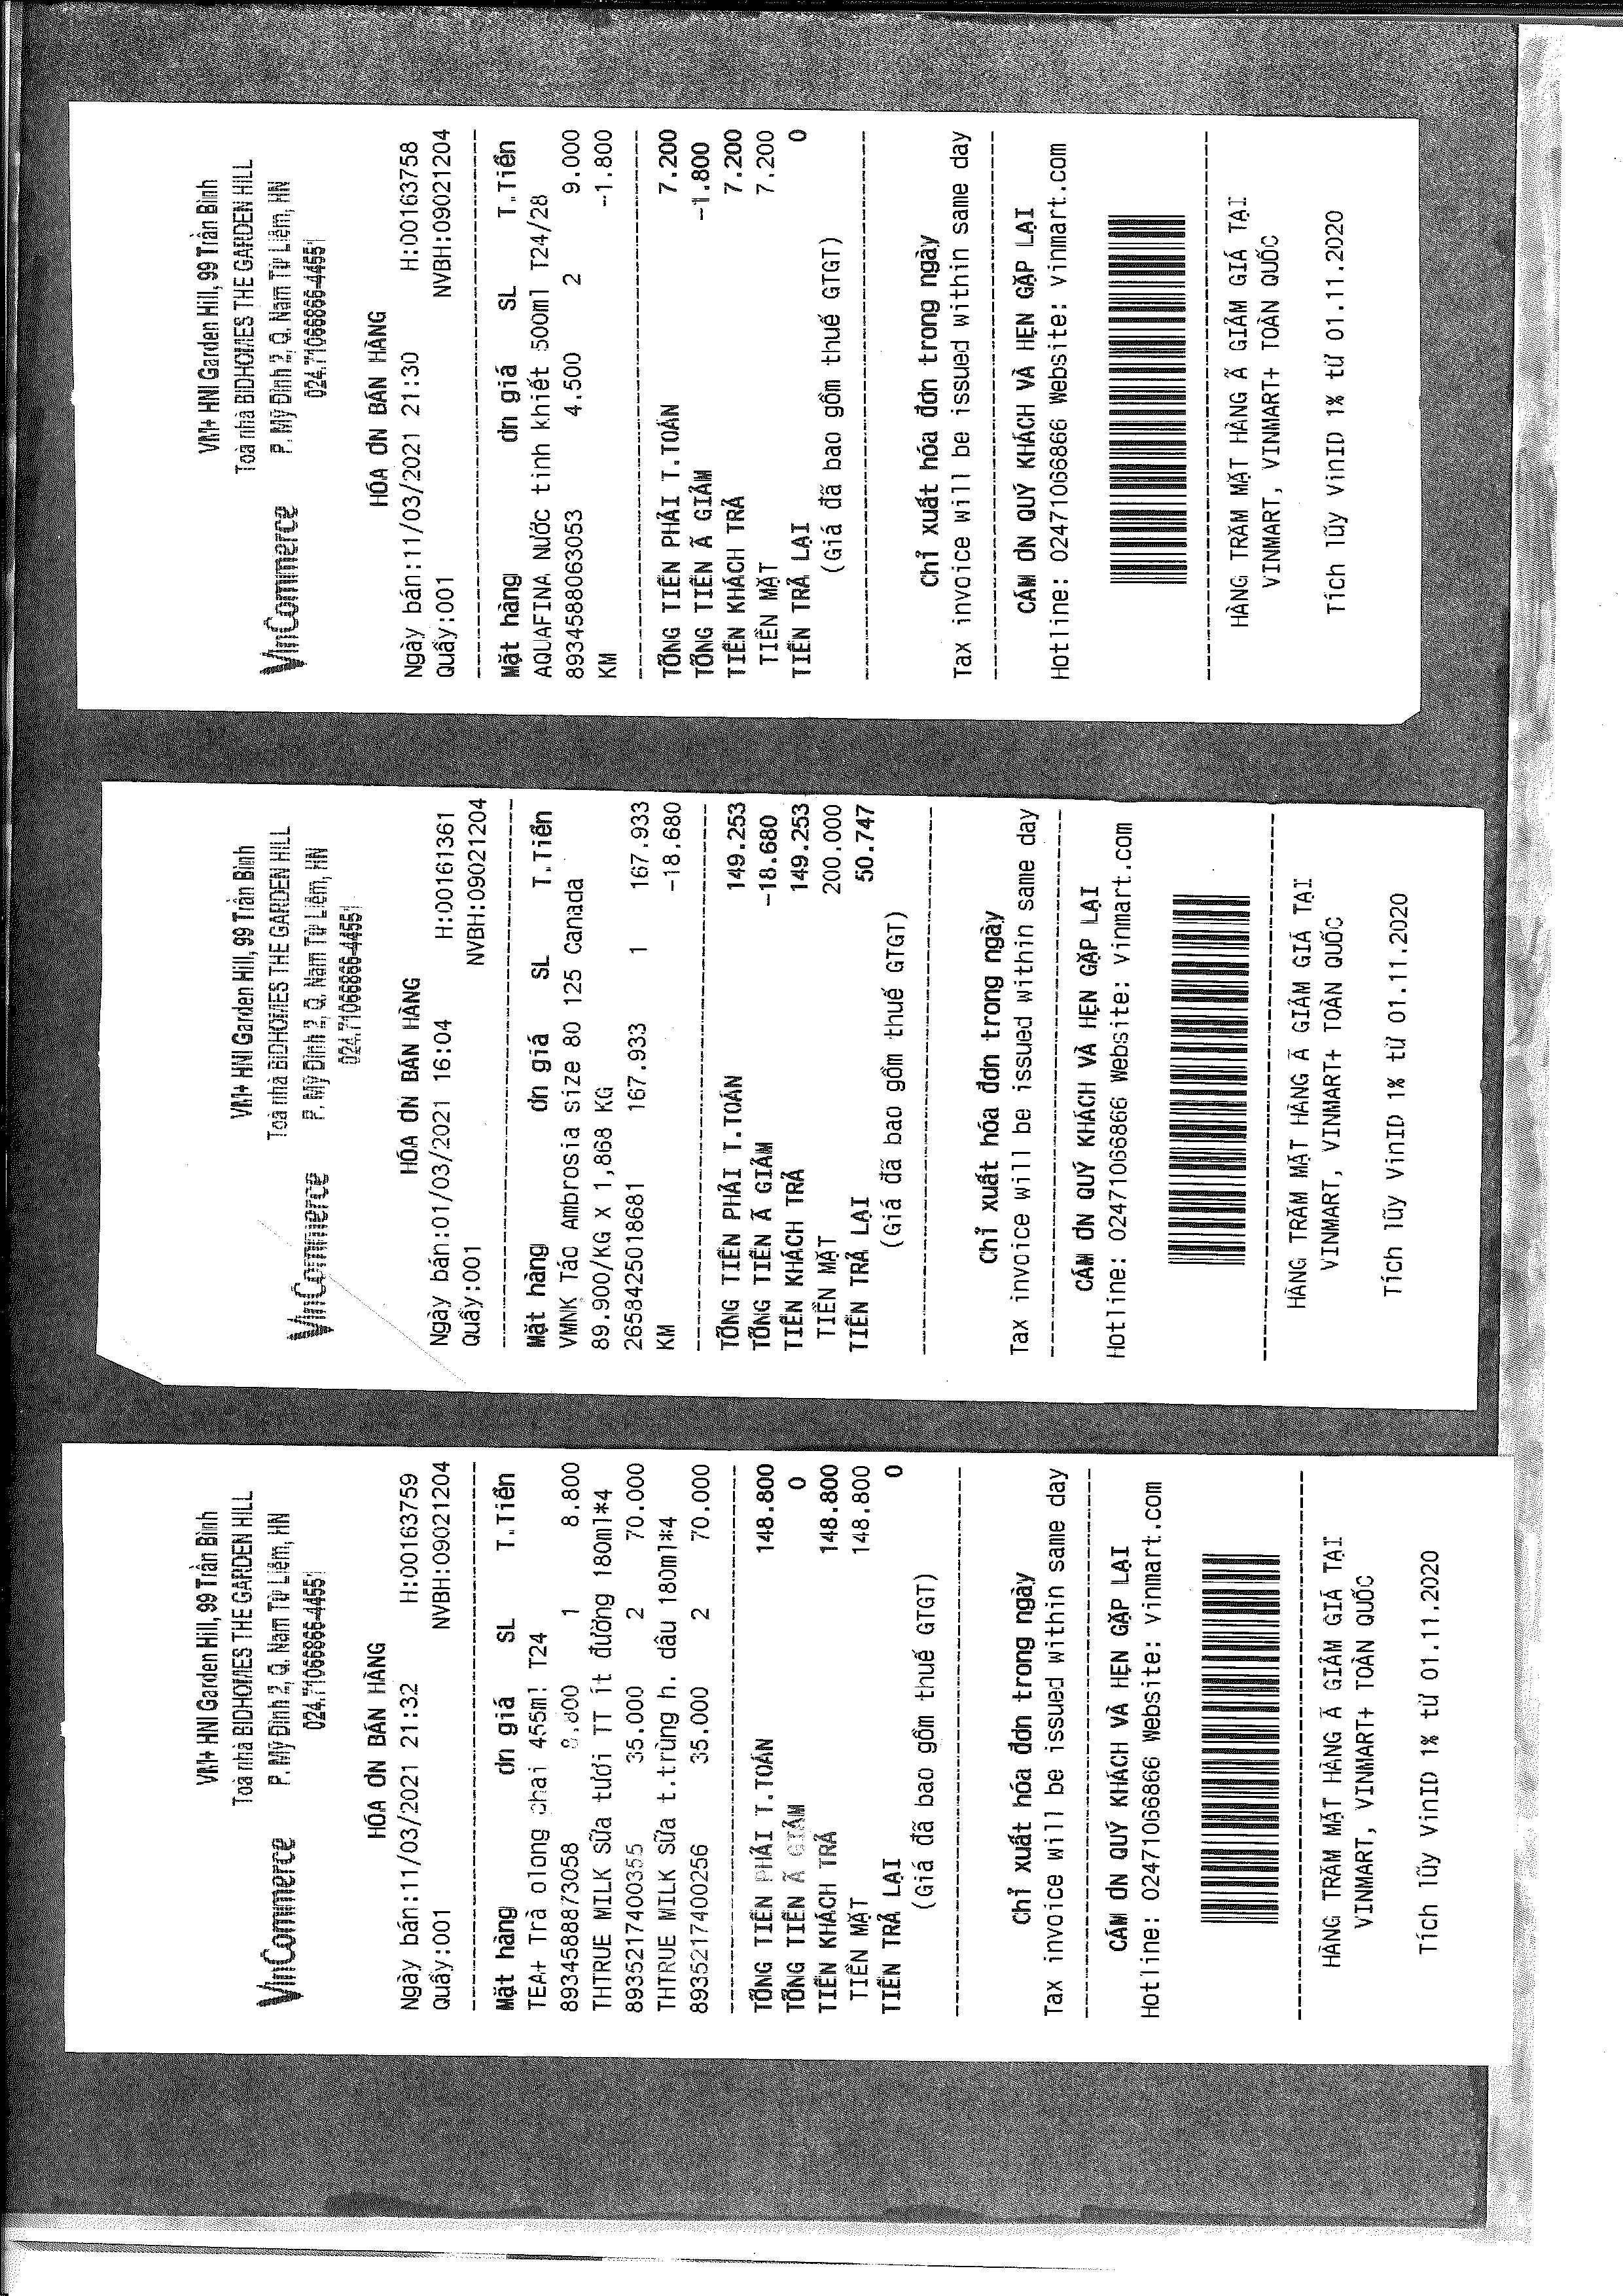 VinCommerce
VM+ HNI Garden Hill, 99 Trần Bình
Toà nhà BIDHOMES THE GARDEN HILL
P. Mỹ Đình 2, Q. Nam Từ Liêm, HN
024.71066866-4455
HÓA ƠN BÁN HÀNG
Ngày bán:11/03/2021 21:32 H:00163759
Quầy:001 NVBH:09021204
Mặt hàng ơn giá SL T.Tiền
TEA+ Trà olong chai 455ml T24
8934588873058 8.800 1 8.800
THTRUE MILK Sữa tươi TT ít đường 180ml*4
8935217400355 35.000 2 70.000
THTRUE MILK Sữa t.trùng h. dâu 180ml*4
8935217400256 35.000 2 70.000
TỔNG TIỀN PHẢI T.TOÁN 148.800
TỔNG TIỀN Ã GIẢM 0
TIỀN KHÁCH TRẢ 148.800
TIỀN MẶT 148.800
TIỀN TRẢ LẠI 0
(Giá đã bao gồm thuế GTGT)
Chỉ xuất hóa đơn trong ngày
Tax invoice will be issued within same day
CẢM ƠN QUÝ KHÁCH VÀ HẸN GẶP LẠI
Hotline: 02471066866 Website: vinmart.com
HÀNG TRĂM MẶT HÀNG Ã GIẢM GIÁ TẠI
VINMART, VINMART+ TOÀN QUỐC
Tích lũy VinID 1% từ 01.11.2020
VinCommerce
VM+ HNI Garden Hill, 99 Trần Bình
Toà nhà BIDHOMES THE GARDEN HILL
P. Mỹ Đình 2, Q. Nam Từ Liêm, HN
024.71066866-4455
HÓA ƠN BÁN HÀNG
Ngày bán:01/03/2021 16:04 H:00161361
Quầy:001 NVBH:09021204
Mặt hàng ơn giá SL T.Tiền
VMNK Táo Ambrosia size 80 125 Canada
89.900/KG X 1,868 KG
2658425018681 167.933 1 167.933
KM -18.680
TỔNG TIỀN PHẢI T.TOÁN 149.253
TỔNG TIỀN Ã GIẢM -18.680
TIỀN KHÁCH TRẢ 149.253
TIỀN MẶT 200.000
TIỀN TRẢ LẠI 50.747
(Giá đã bao gồm thuế GTGT)
Chỉ xuất hóa đơn trong ngày
Tax invoice will be issued within same day
CẢM ƠN QUÝ KHÁCH VÀ HẸN GẶP LẠI
Hotline: 02471066866 Website: vinmart.com
HÀNG TRĂM MẶT HÀNG Ã GIẢM GIÁ TẠI
VINMART, VINMART+ TOÀN QUỐC
Tích lũy VinID 1% từ 01.11.2020
VinCommerce
VM+ HNI Garden Hill, 99 Trần Bình
Toà nhà BIDHOMES THE GARDEN HILL
P. Mỹ Đình 2, Q. Nam Từ Liêm, HN
024.71066866-4455
HÓA ƠN BÁN HÀNG
Ngày bán:11/03/2021 21:30 H:00163758
Quầy:001 NVBH:09021204
Mặt hàng ơn giá SL T.Tiền
AQUAFINA Nước tinh khiết 500ml T24/28
8934588063053 4.500 2 9.000
KM -1.800
TỔNG TIỀN PHẢI T.TOÁN 7.200
TỔNG TIỀN Ã GIẢM -1.800
TIỀN KHÁCH TRẢ 7.200
TIỀN MẶT 7.200
TIỀN TRẢ LẠI 0
(Giá đã bao gồm thuế GTGT)
Chỉ xuất hóa đơn trong ngày
Tax invoice will be issued within same day
CẢM ƠN QUÝ KHÁCH VÀ HẸN GẶP LẠI
Hotline: 02471066866 Website: vinmart.com
HÀNG TRĂM MẶT HÀNG Ã GIẢM GIÁ TẠI
VINMART, VINMART+ TOÀN QUỐC
Tích lũy VinID 1% từ 01.11.2020